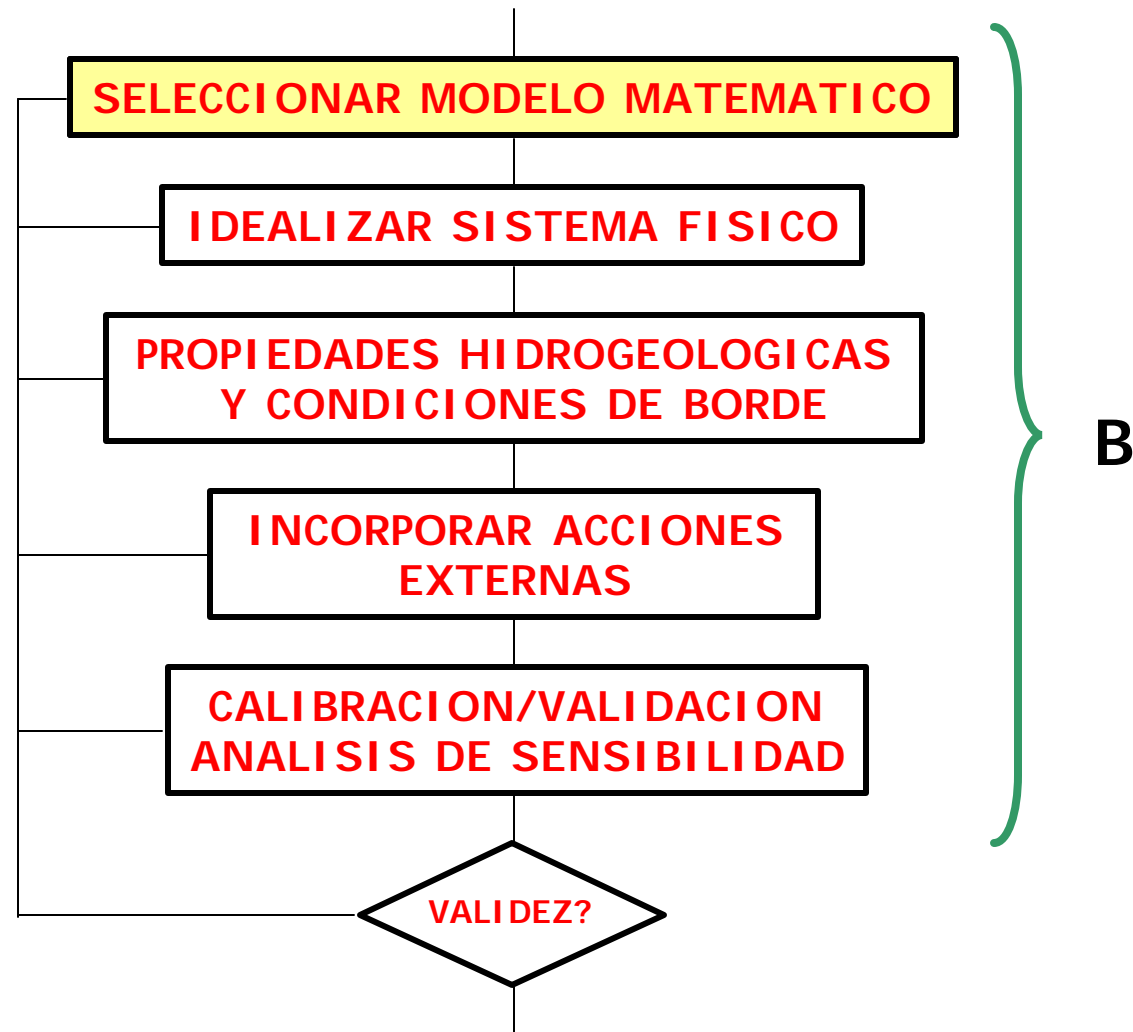 SELECCIONAR MODELO MATEMATICO
IDEALIZAR SISTEMA FISICO
PROPIEDADES HIDROGEOLOGICAS
Y CONDICIONES DE BORDE
B
INCORPORAR ACCIONES
EXTERNAS
CALIBRACION/VALIDACION
ANALISIS DE SENSIBILIDAD
VALIDEZ?